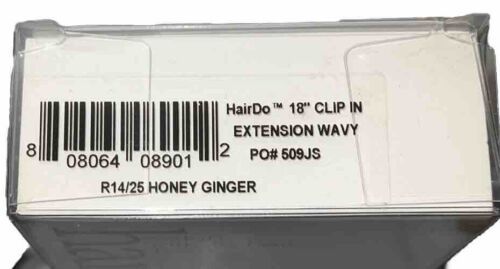 HairDo™ 18" CLIP IN
EXTENSION WAVY
PO# 509JS
8 08064 08901 2
R14/25 HONEY GINGER